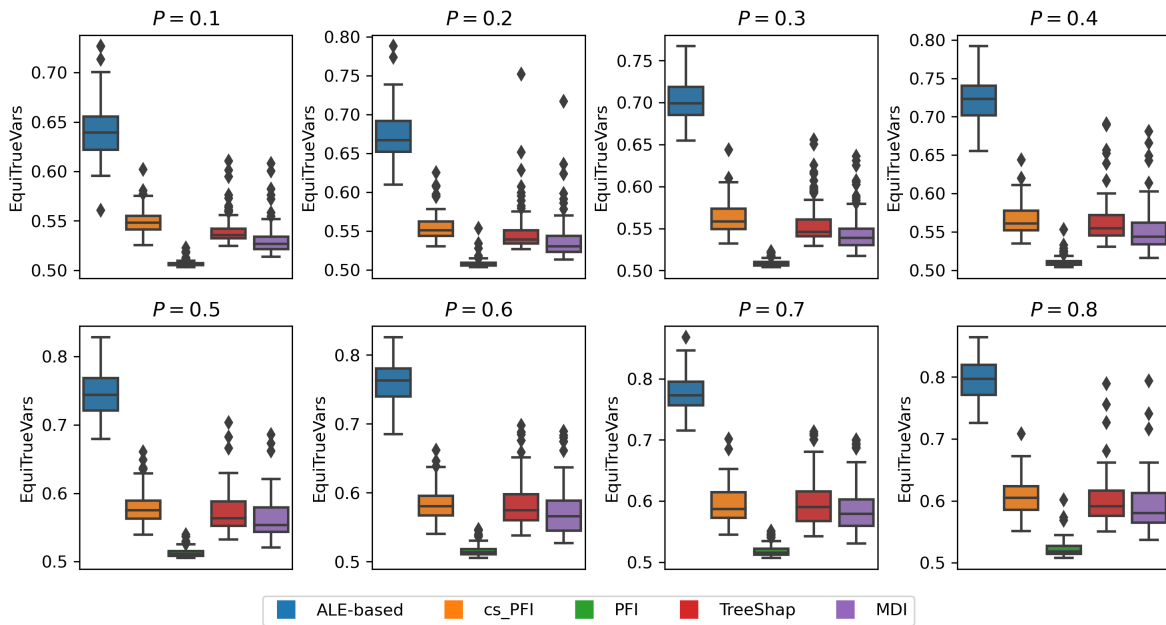 P = 0.1
EquiTrueVars
0.70
0.65
0.60
0.55
0.50
P = 0.2
EquiTrueVars
0.80
0.75
0.70
0.65
0.60
0.55
0.50
P = 0.3
EquiTrueVars
0.75
0.70
0.65
0.60
0.55
0.50
P = 0.4
EquiTrueVars
0.80
0.75
0.70
0.65
0.60
0.55
0.50
P = 0.5
EquiTrueVars
0.8
0.7
0.6
0.5
P = 0.6
EquiTrueVars
0.8
0.7
0.6
0.5
P = 0.7
EquiTrueVars
0.8
0.7
0.6
0.5
P = 0.8
EquiTrueVars
0.8
0.7
0.6
0.5
ALE-based cs_PFI PFI TreeShap MDI